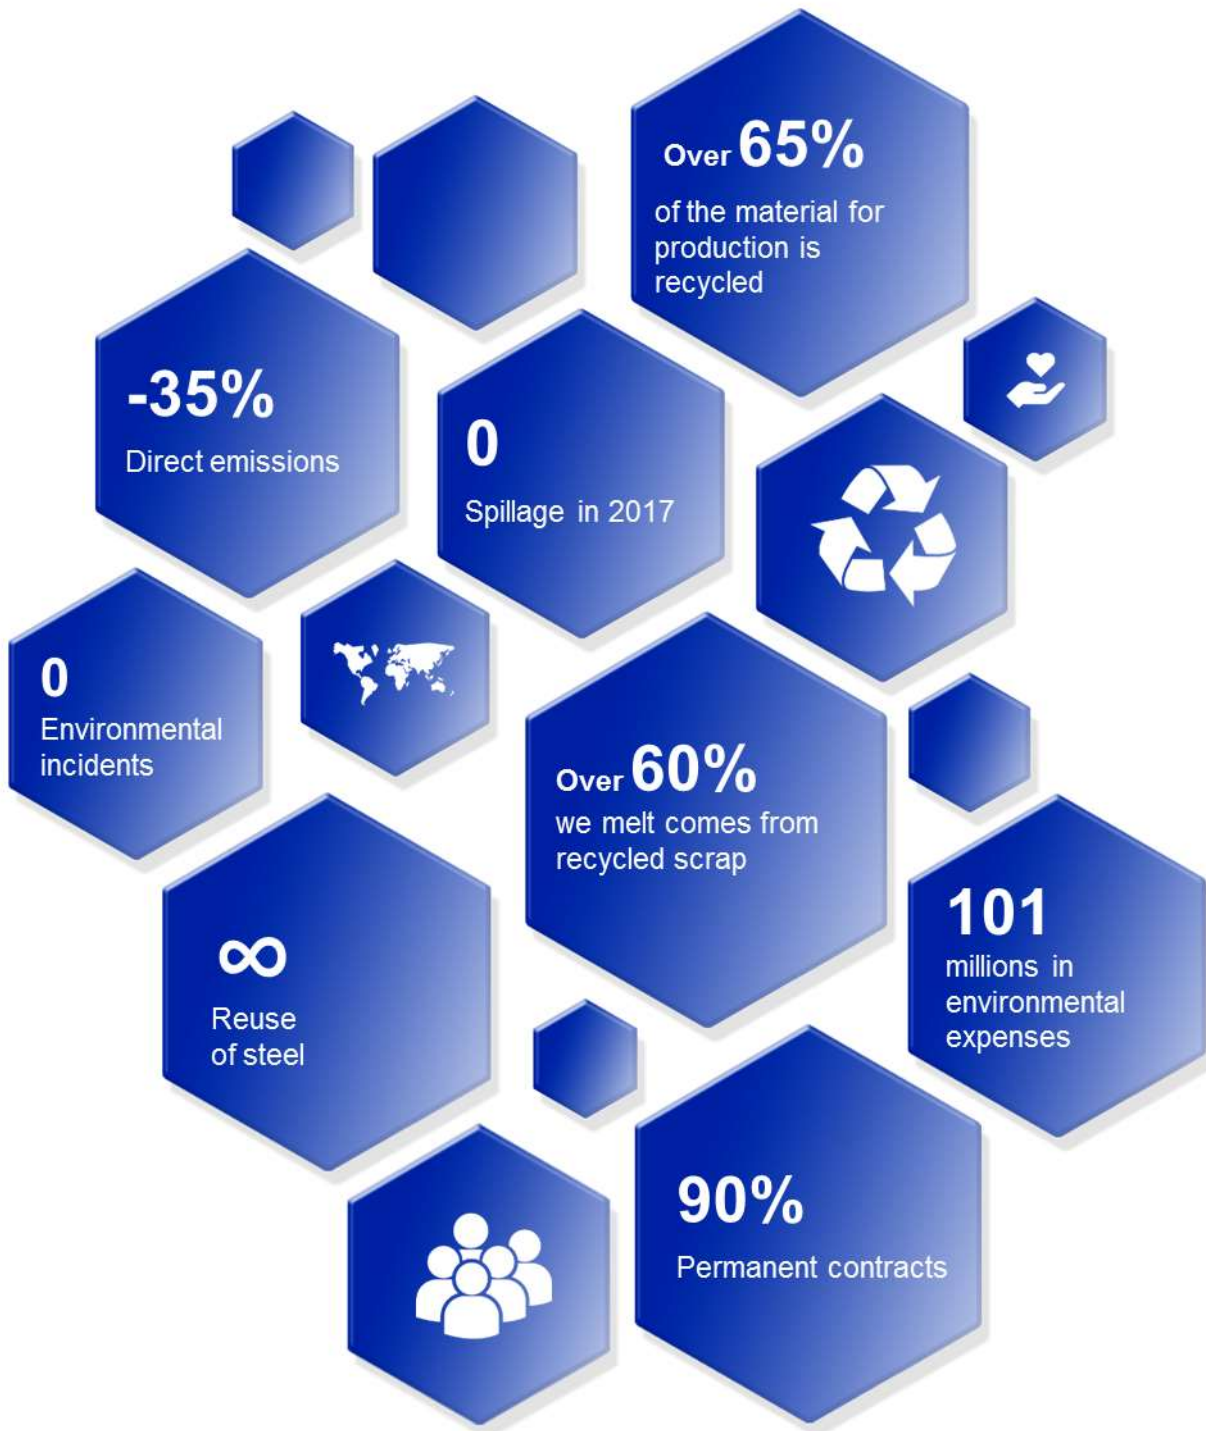 Over 65%
of the material for
production is
recycled
-35%
Direct emissions
0
Spillage in 2017
0
Environmental
incidents
Over 60%
we melt comes from
recycled scrap
101
millions in
environmental
expenses
∞
Reuse
of steel
90%
Permanent contracts